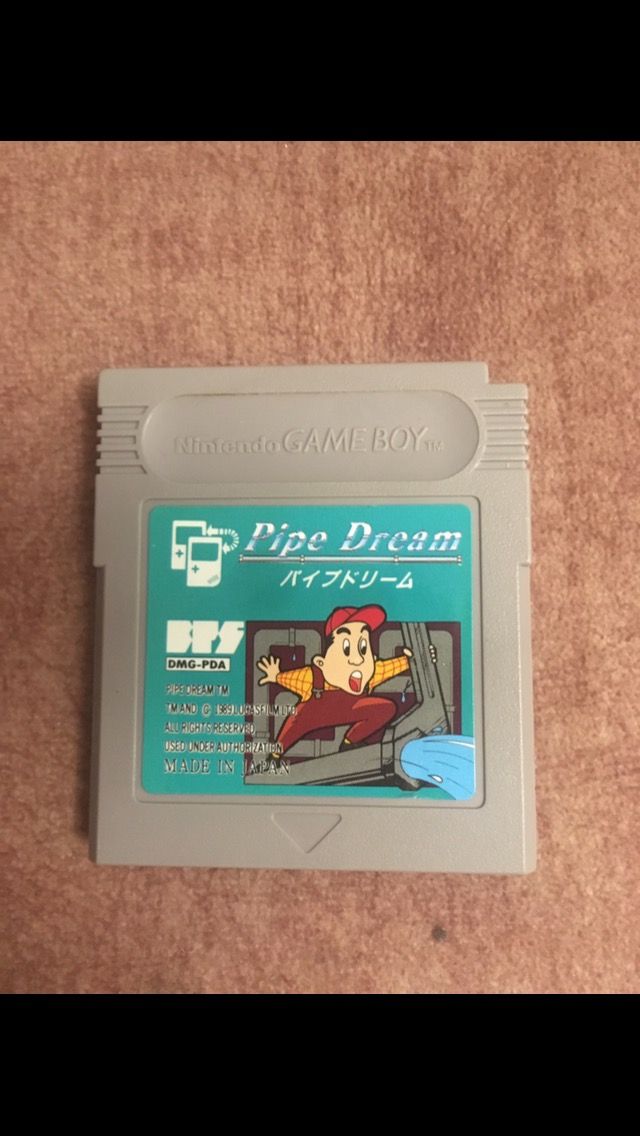 Nintendo GAME BOY TM
Pipe Dream
パイプドリーム
BPS
DMG-PDA
PIPE DREAM TM
TM AND © 1989 LUKASFILM LTD.
ALL RIGHTS RESERVED
USED UNDER AUTHORIZATION
MADE IN JAPAN